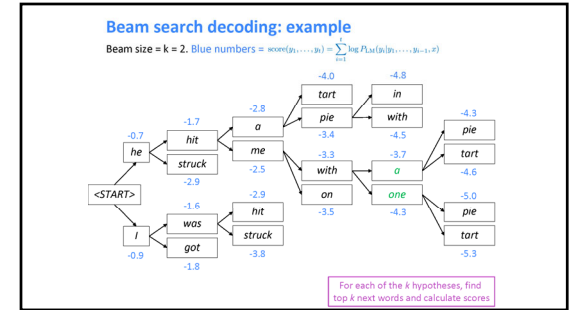 Beam search decoding: example
Beam size = k = 2. Blue numbers = score(y₁, . . . , yₜ) = ∑ᵗᵢ₌₁ log P_LM(yᵢ|y₁, . . . , yᵢ₋₁, x)
-4.0 -4.8
tart in
-2.8
-4.3
-1.7 a pie with pie
-0.7 hit -3.4 -4.5
he me -3.3 -3.7 tart
struck -2.5 with a -4.6
-2.9
<START> -2.9 on one -5.0
-1.6 hit -3.5 -4.3 pie
I was
struck tart
-0.9 got -3.8 -5.3
-1.8
For each of the k hypotheses, find
top k next words and calculate scores